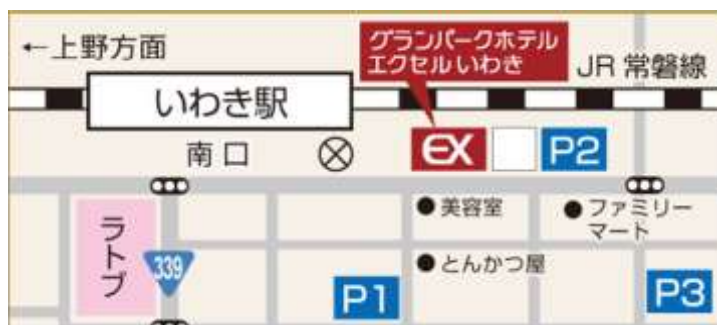 ←上野方面
グランパークホテル
エクセルいわき
JR 常磐線
いわき駅
南口
EX
P2
美容室
ファミリー
マート
ラトブ
339
とんかつ屋
P1
P3